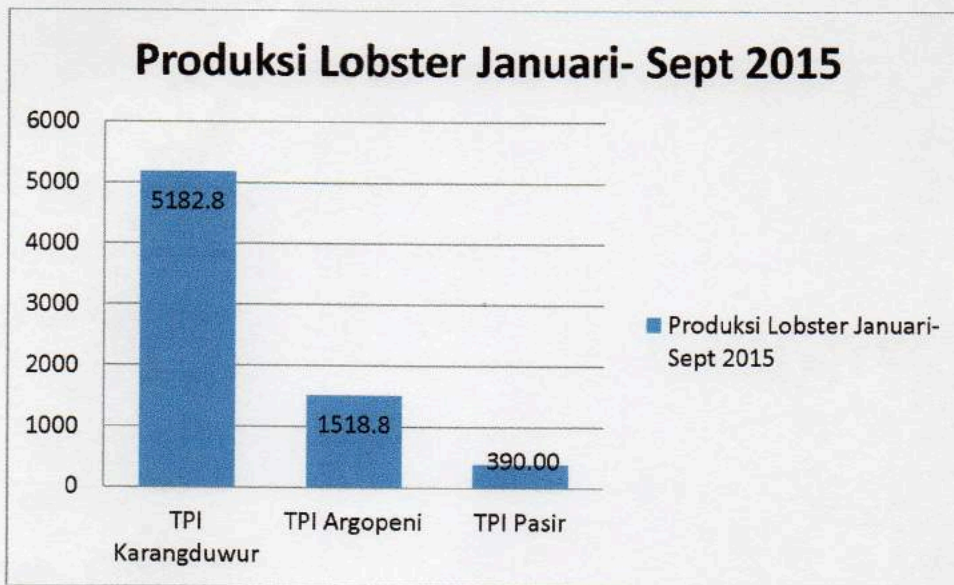 Produksi Lobster Januari- Sept 2015
6000
5000
4000
3000
2000
1000
0
5182.8
1518.8
390.00
TPI
Karangduwur
TPI Argopeni
TPI Pasir
Produksi Lobster Januari-
Sept 2015